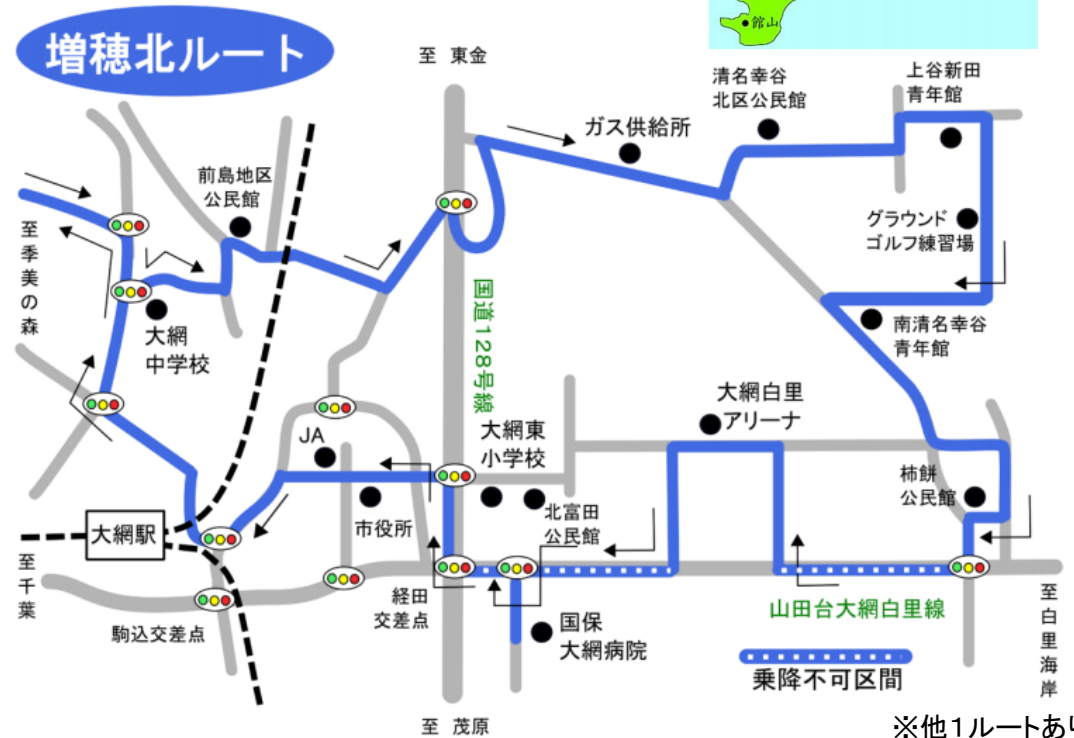 館山
増穂北ルート
至 東金
清名幸谷
北区公民館
上谷新田
青年館
ガス供給所
前島地区
公民館
グラウンド
ゴルフ練習場
至季美の森
大網
中学校
国道128号線
南清名幸谷
青年館
大網白里
アリーナ
JA
大網東
小学校
柿餅
公民館
市役所
北富田
公民館
大網駅
至千葉
経田
交差点
国保
大網病院
山田台大網白里線
至白里海岸
駒込交差点
乗降不可区間
至 茂原
※他1ルートあり